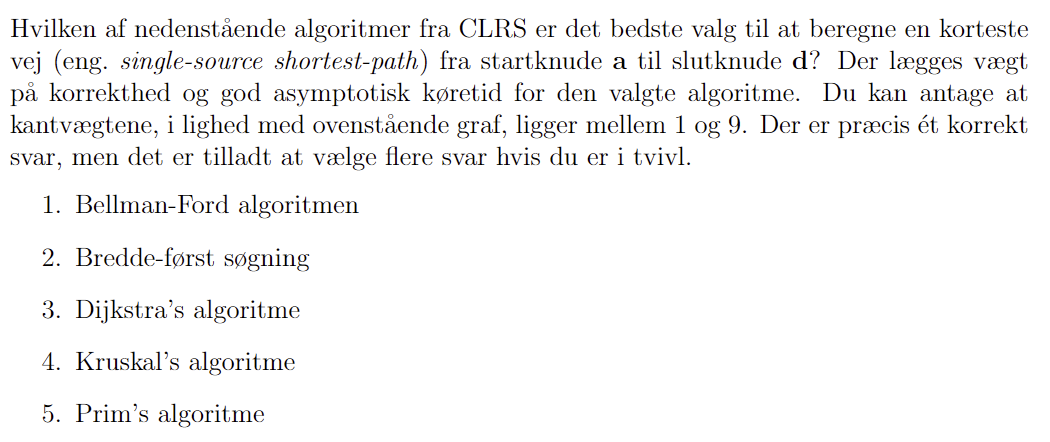 Hvilken af nedenstående algoritmer fra CLRS er det bedste valg til at beregne en korteste
vej (eng. single-source shortest-path) fra startknude a til slutknude d? Der lægges vægt
på korrekthed og god asymptotisk køretid for den valgte algoritme. Du kan antage at
kantvægtene, i lighed med ovenstående graf, ligger mellem 1 og 9. Der er præcis ét korrekt
svar, men det er tilladt at vælge flere svar hvis du er i tvivl.
1. Bellman-Ford algoritmen
2. Bredde-først søgning
3. Dijkstra's algoritme
4. Kruskal's algoritme
5. Prim's algoritme